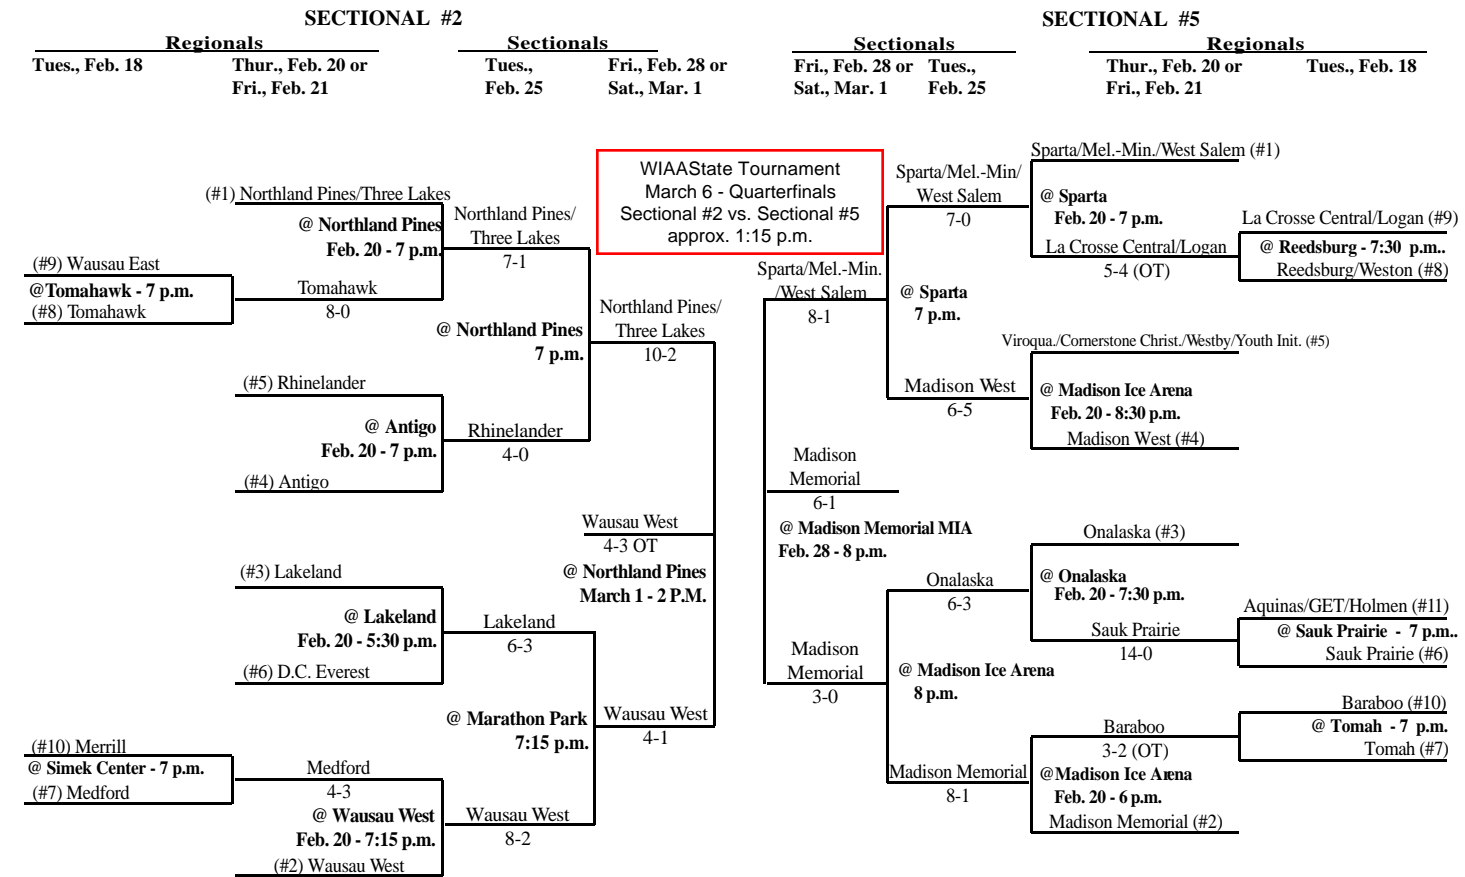 SECTIONAL #2
Regionals
Sectionals
Tues., Feb. 18
Thur., Feb. 20 or
Fri., Feb. 21
Tues.,
Feb. 25
Fri., Feb. 28 or
Sat., Mar. 1
(#1) Northland Pines/Three Lakes
@ Northland Pines
Feb. 20 - 7 p.m.
Northland Pines/
Three Lakes
7-1
(#9) Wausau East
@Tomahawk - 7 p.m.
(#8) Tomahawk
Tomahawk
8-0
@ Northland Pines
7 p.m.
Northland Pines/
Three Lakes
10-2
(#5) Rhinelander
@ Antigo
Feb. 20 - 7 p.m.
Rhinelander
4-0
(#4) Antigo
Wausau West
4-3 OT
@ Northland Pines
March 1 - 2 P.M.
(#3) Lakeland
@ Lakeland
Feb. 20 - 5:30 p.m.
Lakeland
6-3
(#6) D.C. Everest
@ Marathon Park
7:15 p.m.
Wausau West
4-1
(#10) Merrill
@ Simek Center - 7 p.m.
(#7) Medford
Medford
4-3
@ Wausau West
Feb. 20 - 7:15 p.m.
Wausau West
8-2
(#2) Wausau West
WIAAState Tournament
March 6 - Quarterfinals
Sectional #2 vs. Sectional #5
approx. 1:15 p.m.
SECTIONAL #5
Sectionals
Regionals
Fri., Feb. 28 or
Sat., Mar. 1
Tues.,
Feb. 25
Thur., Feb. 20 or
Fri., Feb. 21
Tues., Feb. 18
Sparta/Mel.-Min./West Salem (#1)
Sparta/Mel.-Min/
West Salem
7-0
@ Sparta
Feb. 20 - 7 p.m.
La Crosse Central/Logan (#9)
La Crosse Central/Logan
5-4 (OT)
@ Reedsburg - 7:30 p.m..
Reedsburg/Weston (#8)
Sparta/Mel.-Min.
/West Salem
8-1
@ Sparta
7 p.m.
Viroqua./Cornerstone Christ./Westby/Youth Init. (#5)
Madison West
6-5
@ Madison Ice Arena
Feb. 20 - 8:30 p.m.
Madison West (#4)
Madison
Memorial
6-1
@ Madison Memorial MIA
Feb. 28 - 8 p.m.
Onalaska (#3)
Onalaska
6-3
@ Onalaska
Feb. 20 - 7:30 p.m.
Aquinas/GET/Holmen (#11)
Sauk Prairie
14-0
@ Sauk Prairie - 7 p.m..
Sauk Prairie (#6)
Madison
Memorial
3-0
@ Madison Ice Arena
8 p.m.
Baraboo (#10)
Baraboo
3-2 (OT)
@ Tomah - 7 p.m.
Tomah (#7)
Madison Memorial
8-1
@Madison Ice Arena
Feb. 20 - 6 p.m.
Madison Memorial (#2)